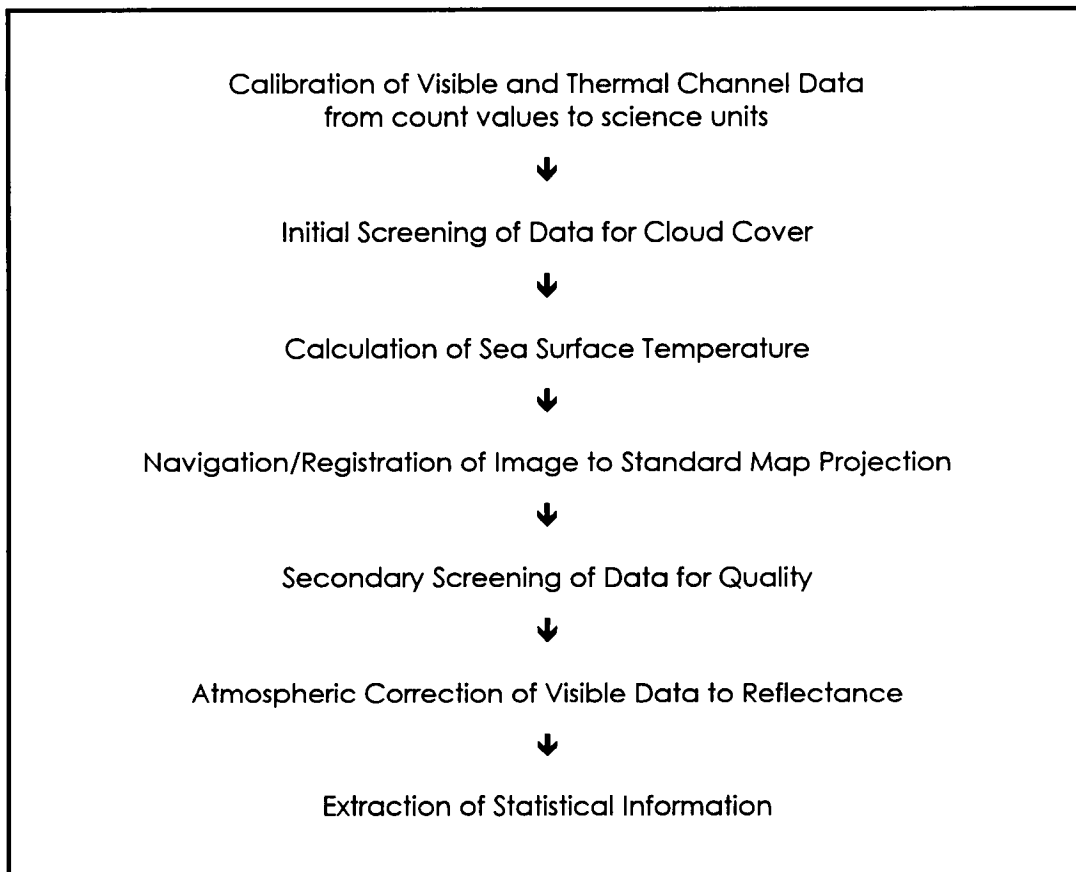 Calibration of Visible and Thermal Channel Data
from count values to science units
Initial Screening of Data for Cloud Cover
Calculation of Sea Surface Temperature
Navigation/Registration of Image to Standard Map Projection
Secondary Screening of Data for Quality
Atmospheric Correction of Visible Data to Reflectance
Extraction of Statistical Information